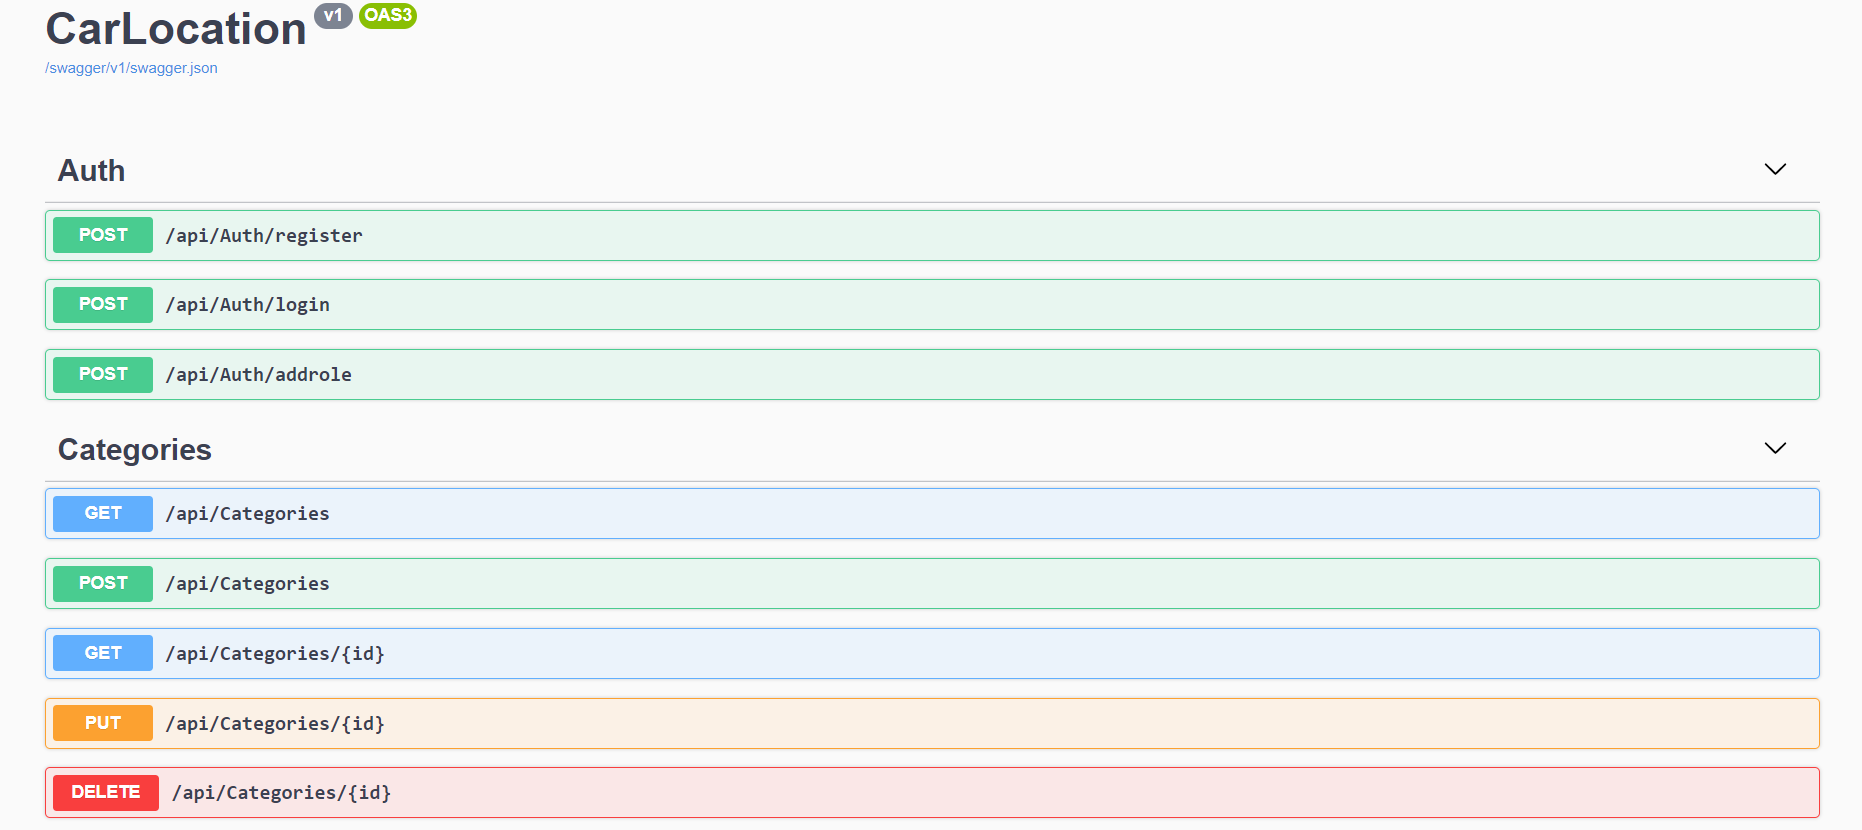 CarLocation v1 OAS3
/swagger/v1/swagger.json
Auth
POST /api/Auth/register
POST /api/Auth/login
POST /api/Auth/addrole
Categories
GET /api/Categories
POST /api/Categories
GET /api/Categories/{id}
PUT /api/Categories/{id}
DELETE /api/Categories/{id}